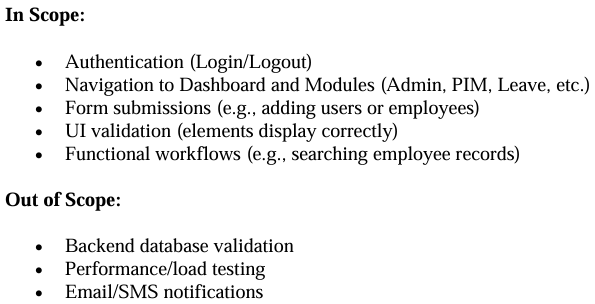 In Scope:
• Authentication (Login/Logout)
• Navigation to Dashboard and Modules (Admin, PIM, Leave, etc.)
• Form submissions (e.g., adding users or employees)
• UI validation (elements display correctly)
• Functional workflows (e.g., searching employee records)
Out of Scope:
• Backend database validation
• Performance/load testing
• Email/SMS notifications